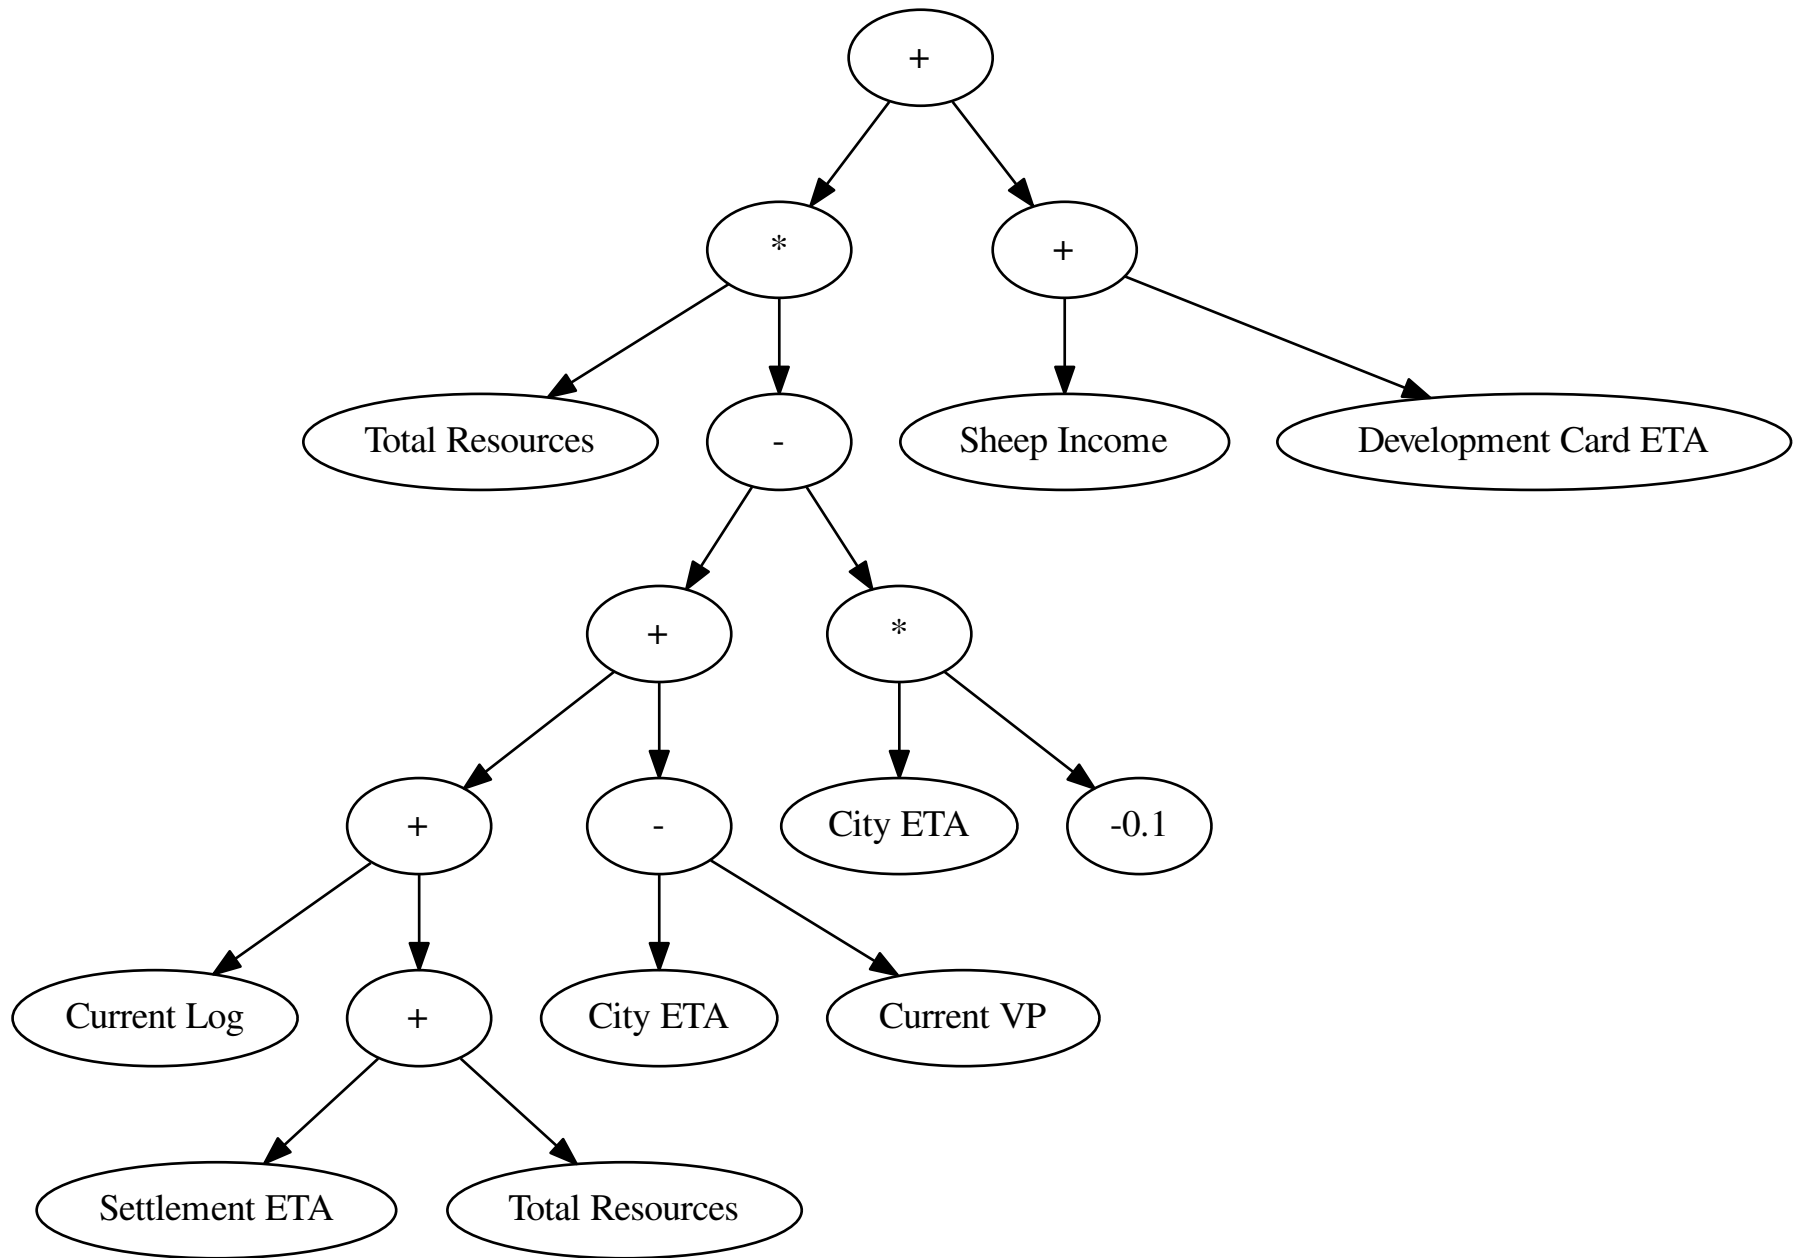 +
*
+
Total Resources
-
Sheep Income
Development Card ETA
+
*
+
-
City ETA
-0.1
Current Log
+
City ETA
Current VP
Settlement ETA
Total Resources